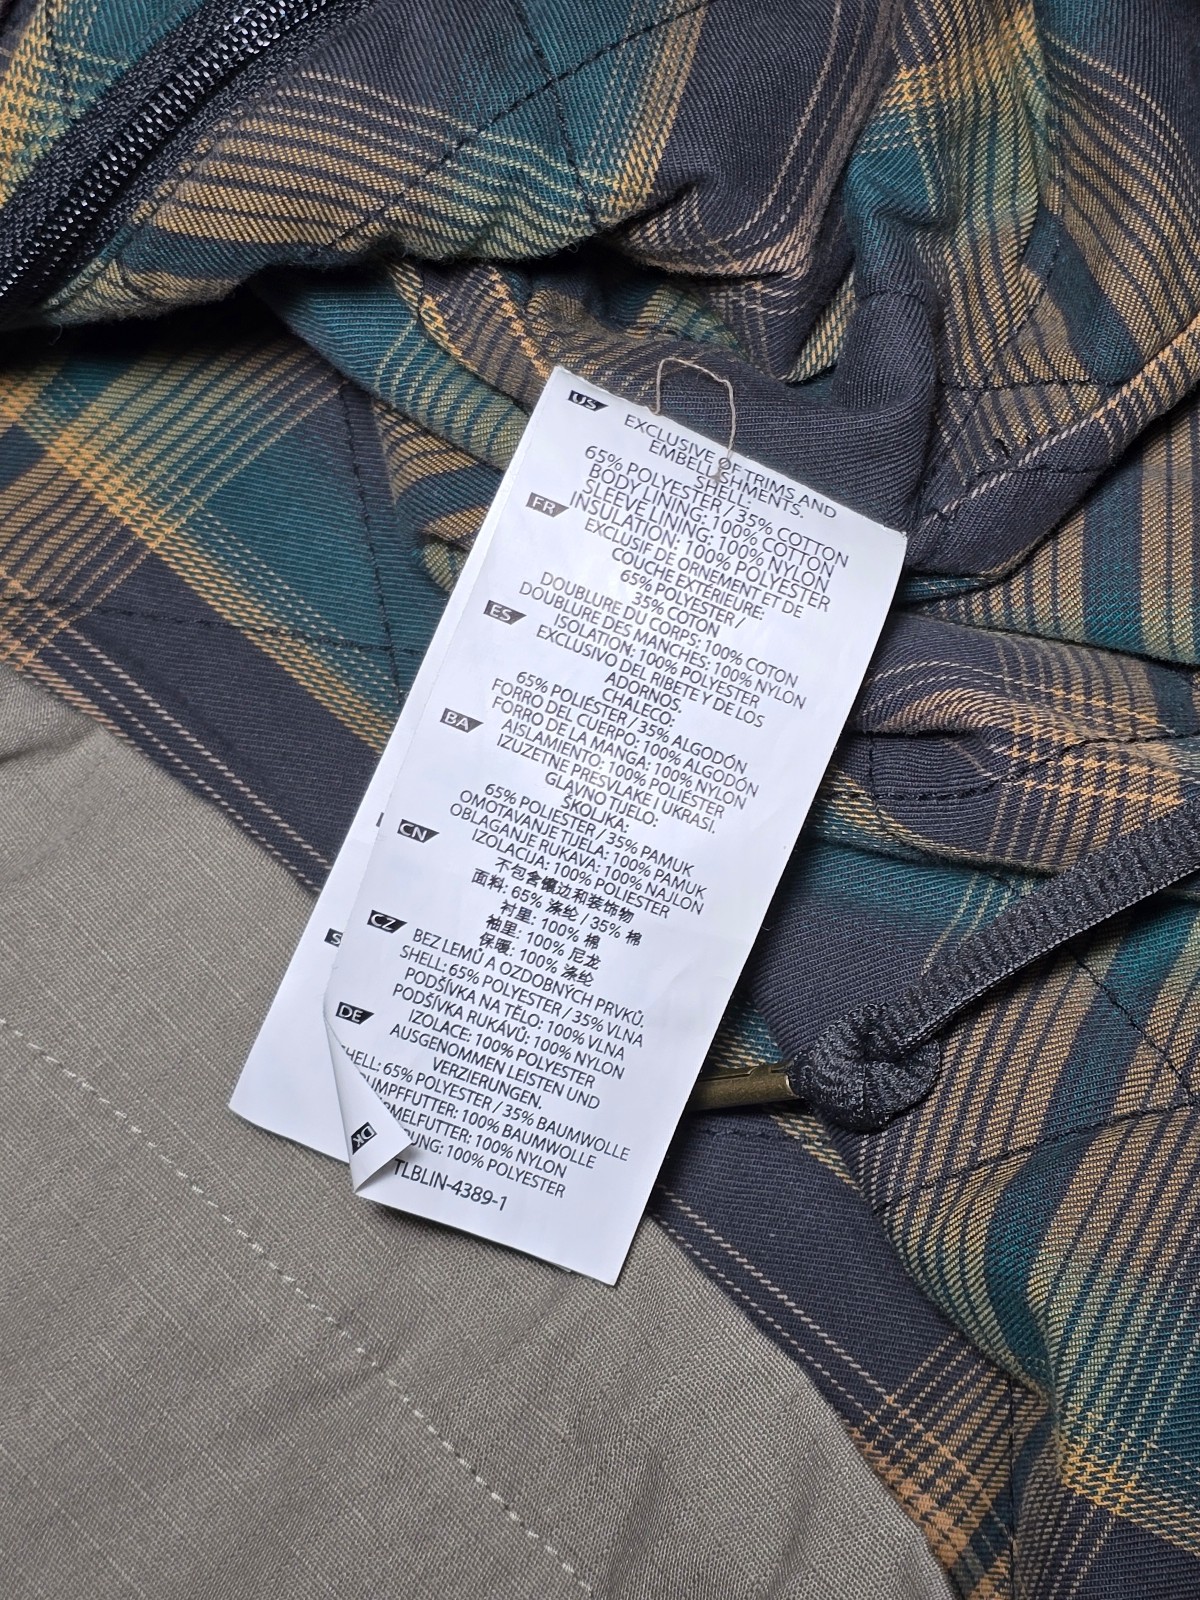 US
EXCLUSIVE OF TRIMS AND
EMBELLISHMENTS.
SHELL:
65% POLYESTER / 35% COTTON
BODY LINING: 100% COTTON
SLEEVE LINING: 100% NYLON
INSULATION: 100% POLYESTER
FR
EXCLUSIF DE ORNEMENT ET DE
COUCHE EXTERIEURE:
65% POLYESTER /
35% COTON
DOUBLURE DU CORPS: 100% COTON
DOUBLURE DES MANCHES: 100% NYLON
ISOLATION: 100% POLYESTER
ES
EXCLUSIVO DEL RIBETE Y DE LOS
ADORNOS.
CHALECO:
65% POLIÉSTER / 35% ALGODÓN
FORRO DEL CUERPO: 100% ALGODÓN
FORRO DE LA MANGA: 100% NYLON
AISLAMIENTO: 100% POLIÉSTER
BA
IZUZETNE PRESVLAKE I UKRASI.
GLAVNO TIJELO:
ŠKOLJKA:
65% POLIESTER / 35% PAMUK
OMOTAVANJE TIJELA: 100% PAMUK
OBLAGANJE RUKAVA: 100% NAJLON
IZOLACIJA: 100% POLIESTER
CN
不包含镶边和装饰物
面料: 65% 涤纶 / 35% 棉
衬里: 100% 棉
袖里: 100% 尼龙
保暖: 100% 涤纶
CZ
BEZ LEMŮ A OZDOBNÝCH PRVKŮ.
SHELL: 65% POLYESTER / 35% VLNA
PODŠÍVKA NA TĚLO: 100% VLNA
PODŠÍVKA RUKÁVŮ: 100% NYLON
IZOLACE: 100% POLYESTER
DE
AUSGENOMMEN LEISTEN UND
VERZIERUNGEN.
SHELL: 65% POLYESTER / 35% BAUMWOLLE
UMPFFUTTER: 100% BAUMWOLLE
RMELFUTTER: 100% NYLON
UNG: 100% POLYESTER
DK
TLBLIN-4389-1